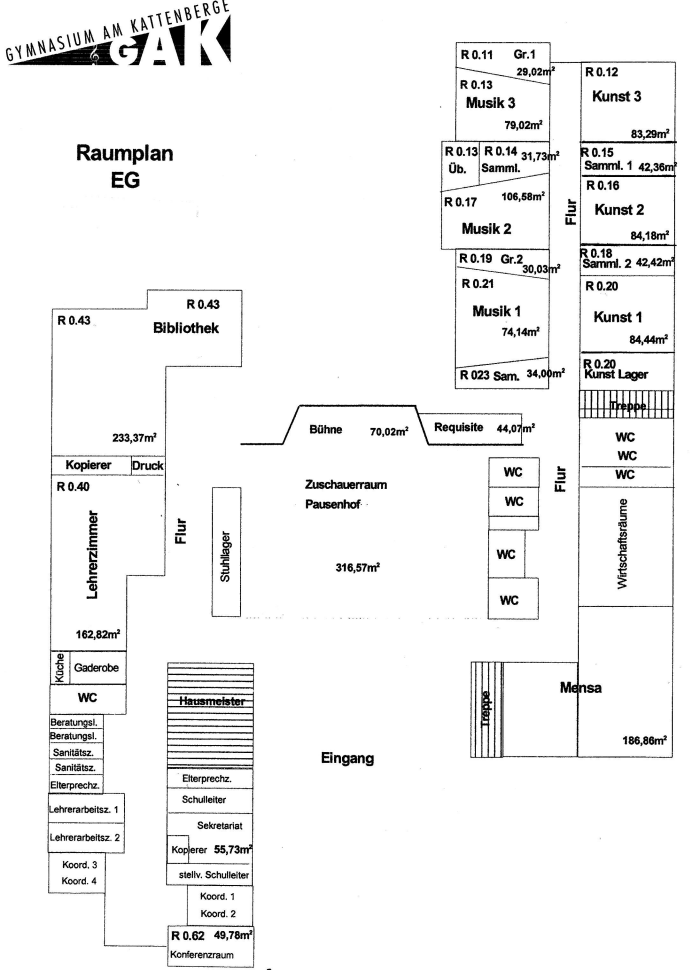 GYMNASIUM AM KATTENBERGE
GAK
Raumplan
EG
R 0.11 Gr.1
29,02m²
R 0.13
Musik 3
79,02m²
R 0.13 R 0.14 31,73m²
Üb. Samml.
106,58m²
R 0.17
Musik 2
R 0.19 Gr.2
30,03m²
R 0.21
Musik 1
74,14m²
R 023 Sam. 34,00m²
Flur
R 0.12
Kunst 3
83,29m²
R 0.15
Samml. 1 42,36m²
R 0.16
Kunst 2
84,18m²
R 0.18
Samml. 2 42,42m²
R 0.20
Kunst 1
84,44m²
R 0.20
Kunst Lager
Treppe
WC
WC
WC
Wirtschaftsräume
Flur
Mensa
186,86m²
Treppe
R 0.43
R 0.43
Bibliothek
233,37m²
Kopierer Druck
R 0.40
Lehrerzimmer
162,82m²
Flur
Stuhllager
Bühne 70,02m²
Requisite 44,07m²
Zuschauerraum
Pausenhof
316,57m²
WC
WC
WC
WC
Küche
Gaderobe
WC
Beratungsl.
Beratungsl.
Sanitätsz.
Sanitätsz.
Elterprechz.
Lehrerarbeitsz. 1
Lehrerarbeitsz. 2
Koord. 3
Koord. 4
Hausmeister
Elterprechz.
Schulleiter
Sekretariat
Kopierer 55,73m²
stellv. Schulleiter
Koord. 1
Koord. 2
R 0.62 49,78m²
Konferenzraum
Eingang